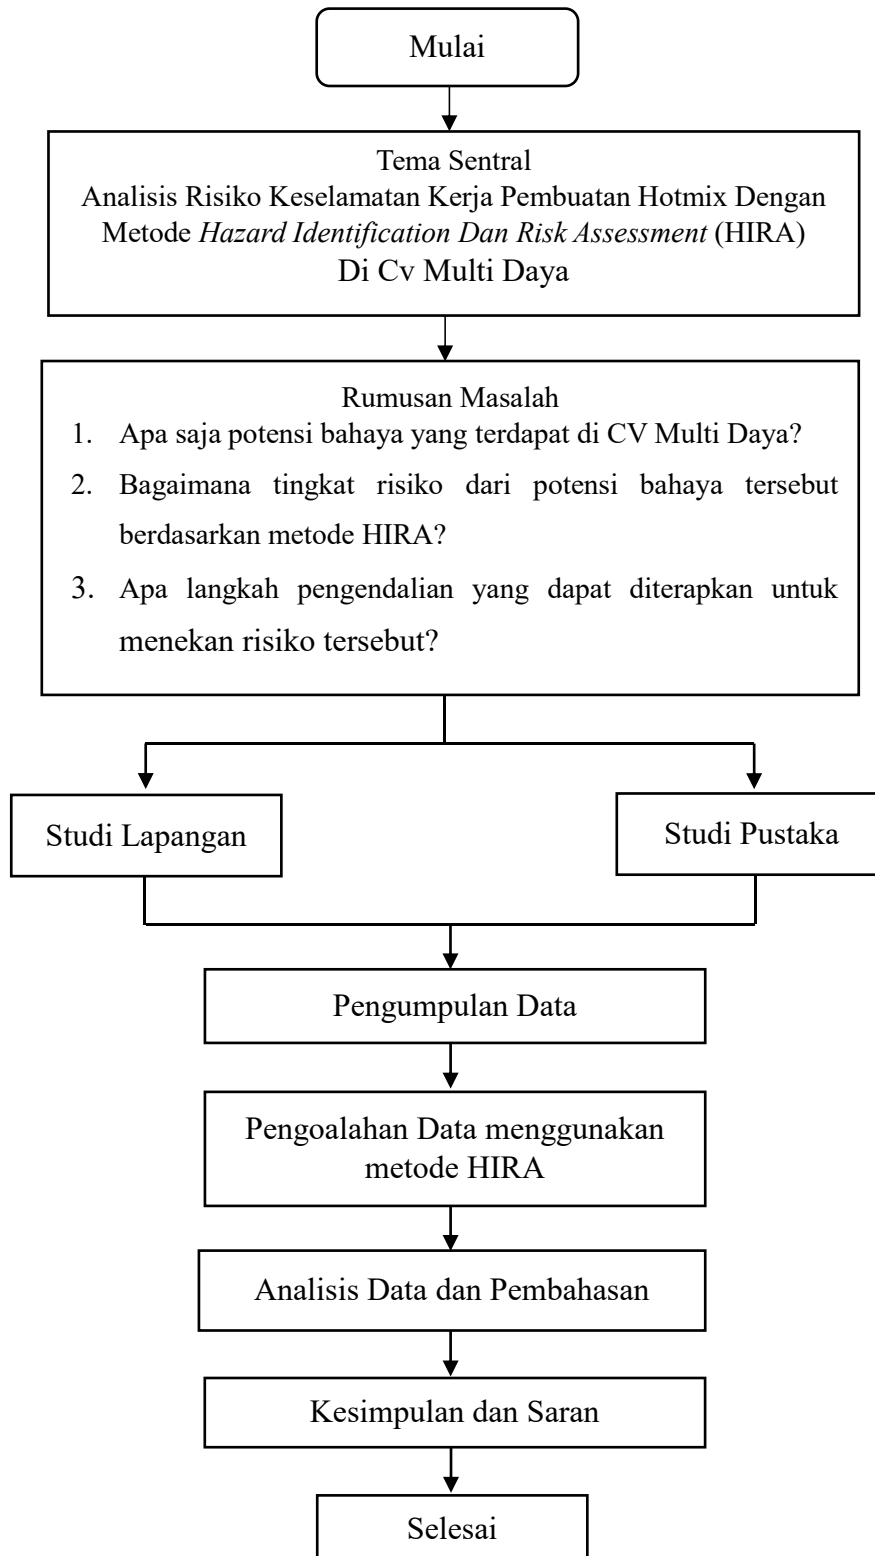 Mulai
Tema Sentral
Analisis Risiko Keselamatan Kerja Pembuatan Hotmix Dengan
Metode Hazard Identification Dan Risk Assessment (HIRA)
Di Cv Multi Daya
Rumusan Masalah
1. Apa saja potensi bahaya yang terdapat di CV Multi Daya?
2. Bagaimana tingkat risiko dari potensi bahaya tersebut
berdasarkan metode HIRA?
3. Apa langkah pengendalian yang dapat diterapkan untuk
menekan risiko tersebut?
Studi Lapangan
Studi Pustaka
Pengumpulan Data
Pengoalahan Data menggunakan
metode HIRA
Analisis Data dan Pembahasan
Kesimpulan dan Saran
Selesai